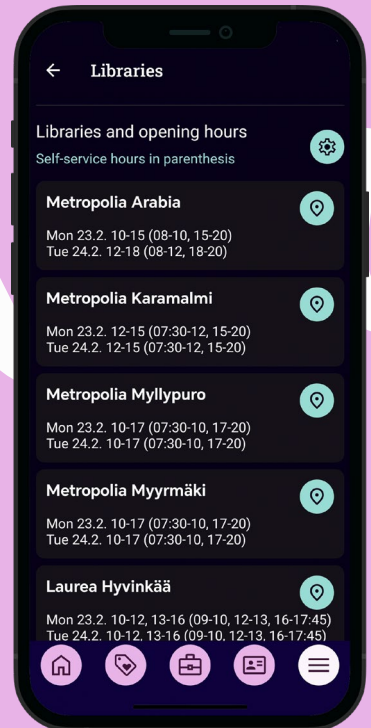 Libraries
Libraries and opening hours
Self-service hours in parenthesis
Metropolia Arabia
Mon 23.2. 10-15 (08-10, 15-20)
Tue 24.2. 12-18 (08-12, 18-20)
Metropolia Karamalmi
Mon 23.2. 12-15 (07:30-12, 15-20)
Tue 24.2. 12-15 (07:30-12, 15-20)
Metropolia Myllypuro
Mon 23.2. 10-17 (07:30-10, 17-20)
Tue 24.2. 10-17 (07:30-10, 17-20)
Metropolia Myyrmäki
Mon 23.2. 10-17 (07:30-10, 17-20)
Tue 24.2. 10-17 (07:30-10, 17-20)
Laurea Hyvinkää
Mon 23.2. 10-12, 13-16 (09-10, 12-13, 16-17:45)
Tue 24.2. 10-12, 13-16 (09-10, 12-13, 16-17:45)